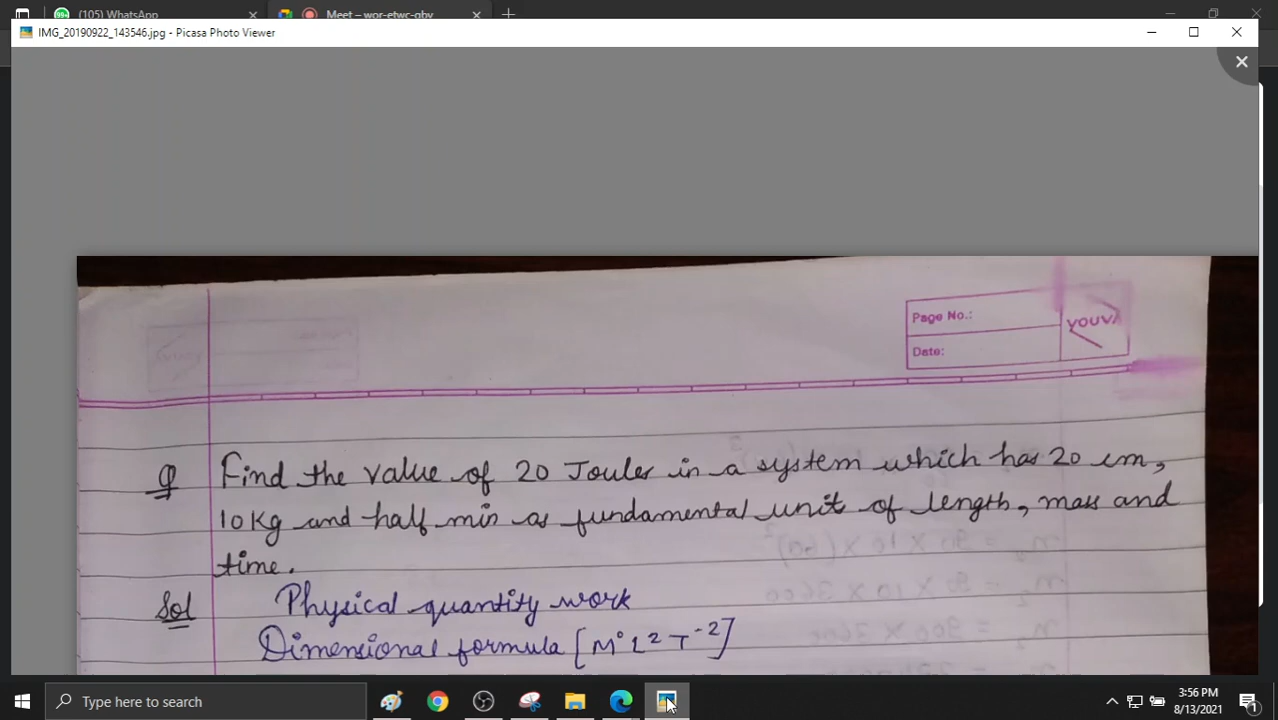 (105) WhatsApp
Meet – wor-etwc-qby
IMG_20190922_143546.jpg - Picasa Photo Viewer
Page No.:
YOUVA
Date:
Q Find the value of 20 Joules in a system which has 20 cm,
10 Kg and half min as fundamental unit of length, mass and
time.
Sol Physical quantity work
Dimensional formula [M° L² T⁻²]
Type here to search
3:56 PM
8/13/2021